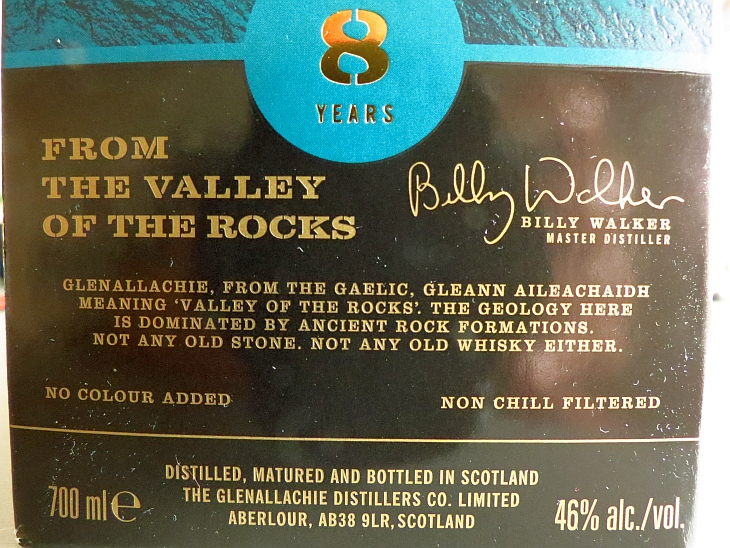 8
YEARS
FROM
THE VALLEY
OF THE ROCKS
Billy Walker
BILLY WALKER
MASTER DISTILLER
GLENALLACHIE, FROM THE GAELIC, GLEANN AILEACHAIDH
MEANING ‘VALLEY OF THE ROCKS’. THE GEOLOGY HERE
IS DOMINATED BY ANCIENT ROCK FORMATIONS.
NOT ANY OLD STONE. NOT ANY OLD WHISKY EITHER.
NO COLOUR ADDED
NON CHILL FILTERED
700 ml℮
DISTILLED, MATURED AND BOTTLED IN SCOTLAND
THE GLENALLACHIE DISTILLERS CO. LIMITED
ABERLOUR, AB38 9LR, SCOTLAND
46% alc./vol.